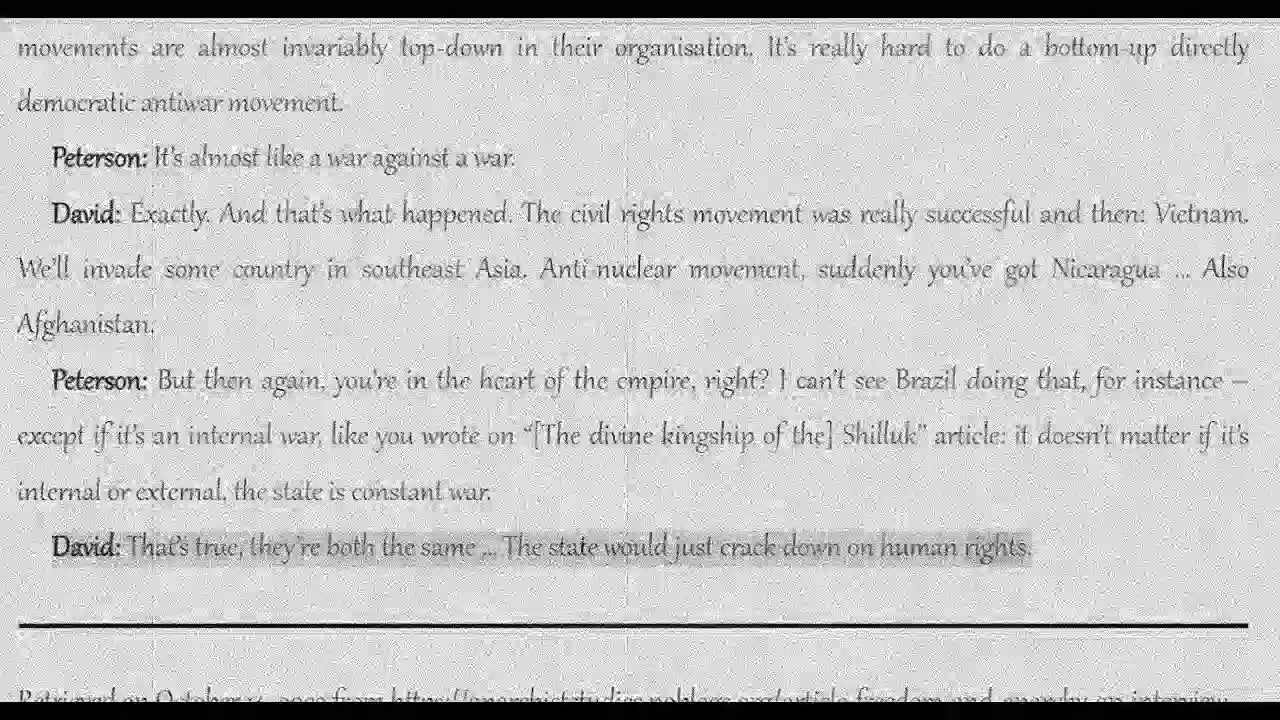 movements are almost invariably top-down in their organisation. It's really hard to do a bottom-up directly
democratic antiwar movement.
Peterson: It's almost like a war against a war.
David: Exactly. And that's what happened. The civil rights movement was really successful and then: Vietnam.
We'll invade some country in southeast Asia. Anti-nuclear movement, suddenly you've got Nicaragua ... Also
Afghanistan.
Peterson: But then again, you're in the heart of the empire, right? I can't see Brazil doing that, for instance –
except if it's an internal war, like you wrote on “[The divine kingship of the] Shilluk” article: it doesn't matter if it's
internal or external, the state is constant war.
David: That's true, they're both the same ... The state would just crack down on human rights.
Retrieved on October from